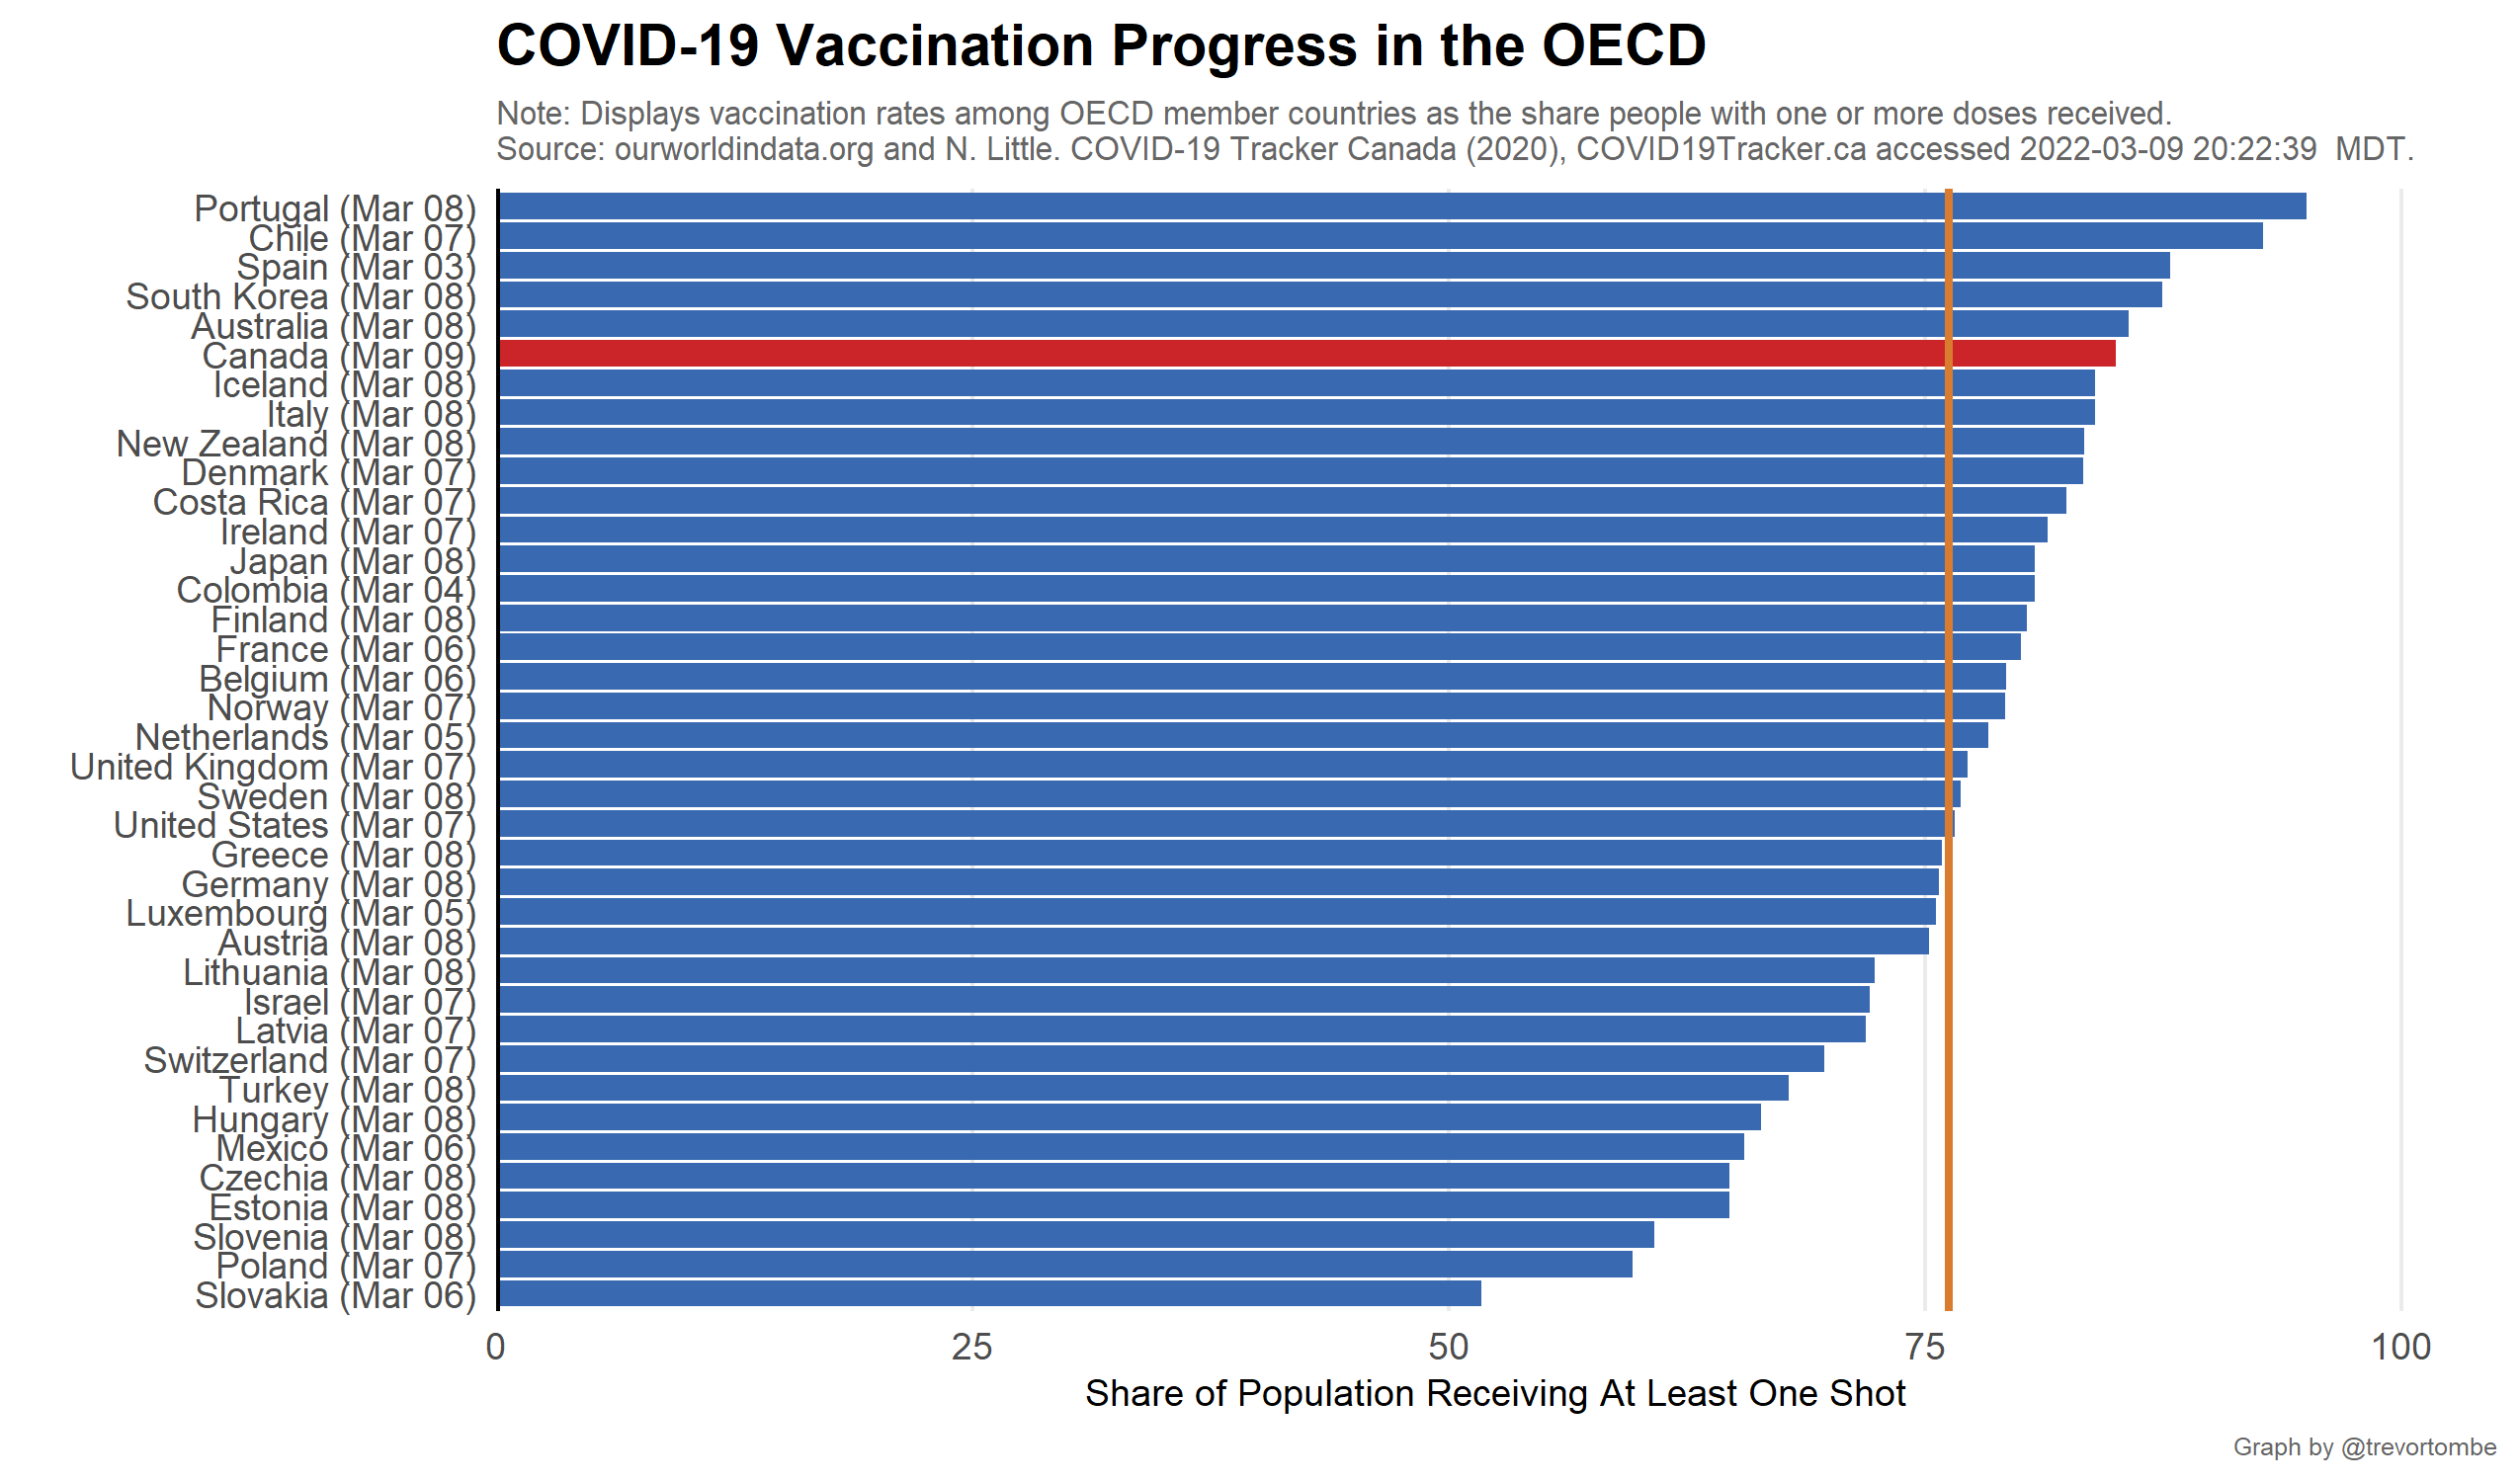 COVID-19 Vaccination Progress in the OECD
Note: Displays vaccination rates among OECD member countries as the share people with one or more doses received.
Source: ourworldindata.org and N. Little. COVID-19 Tracker Canada (2020), COVID19Tracker.ca accessed 2022-03-09 20:22:39 MDT.
Portugal (Mar 08)
Chile (Mar 07)
Spain (Mar 03)
South Korea (Mar 08)
Australia (Mar 08)
Canada (Mar 09)
Iceland (Mar 08)
Italy (Mar 08)
New Zealand (Mar 08)
Denmark (Mar 07)
Costa Rica (Mar 07)
Ireland (Mar 07)
Japan (Mar 08)
Colombia (Mar 04)
Finland (Mar 08)
France (Mar 06)
Belgium (Mar 06)
Norway (Mar 07)
Netherlands (Mar 05)
United Kingdom (Mar 07)
Sweden (Mar 08)
United States (Mar 07)
Greece (Mar 08)
Germany (Mar 08)
Luxembourg (Mar 05)
Austria (Mar 08)
Lithuania (Mar 08)
Israel (Mar 07)
Latvia (Mar 07)
Switzerland (Mar 07)
Turkey (Mar 08)
Hungary (Mar 08)
Mexico (Mar 06)
Czechia (Mar 08)
Estonia (Mar 08)
Slovenia (Mar 08)
Poland (Mar 07)
Slovakia (Mar 06)
0 25 50 75 100
Share of Population Receiving At Least One Shot
Graph by @trevortombe